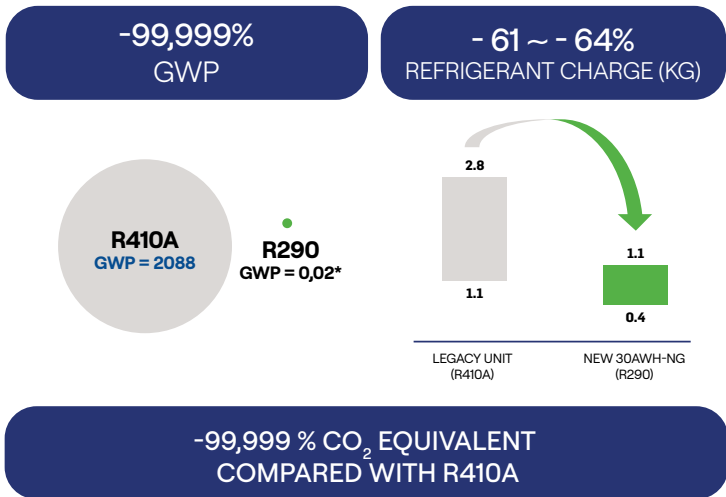 -99,999%
GWP
- 61 ~ - 64%
REFRIGERANT CHARGE (KG)
R410A
GWP = 2088
R290
GWP = 0,02*
2.8
1.1
1.1
0.4
LEGACY UNIT
(R410A)
NEW 30AWH-NG
(R290)
-99,999 % CO₂ EQUIVALENT
COMPARED WITH R410A